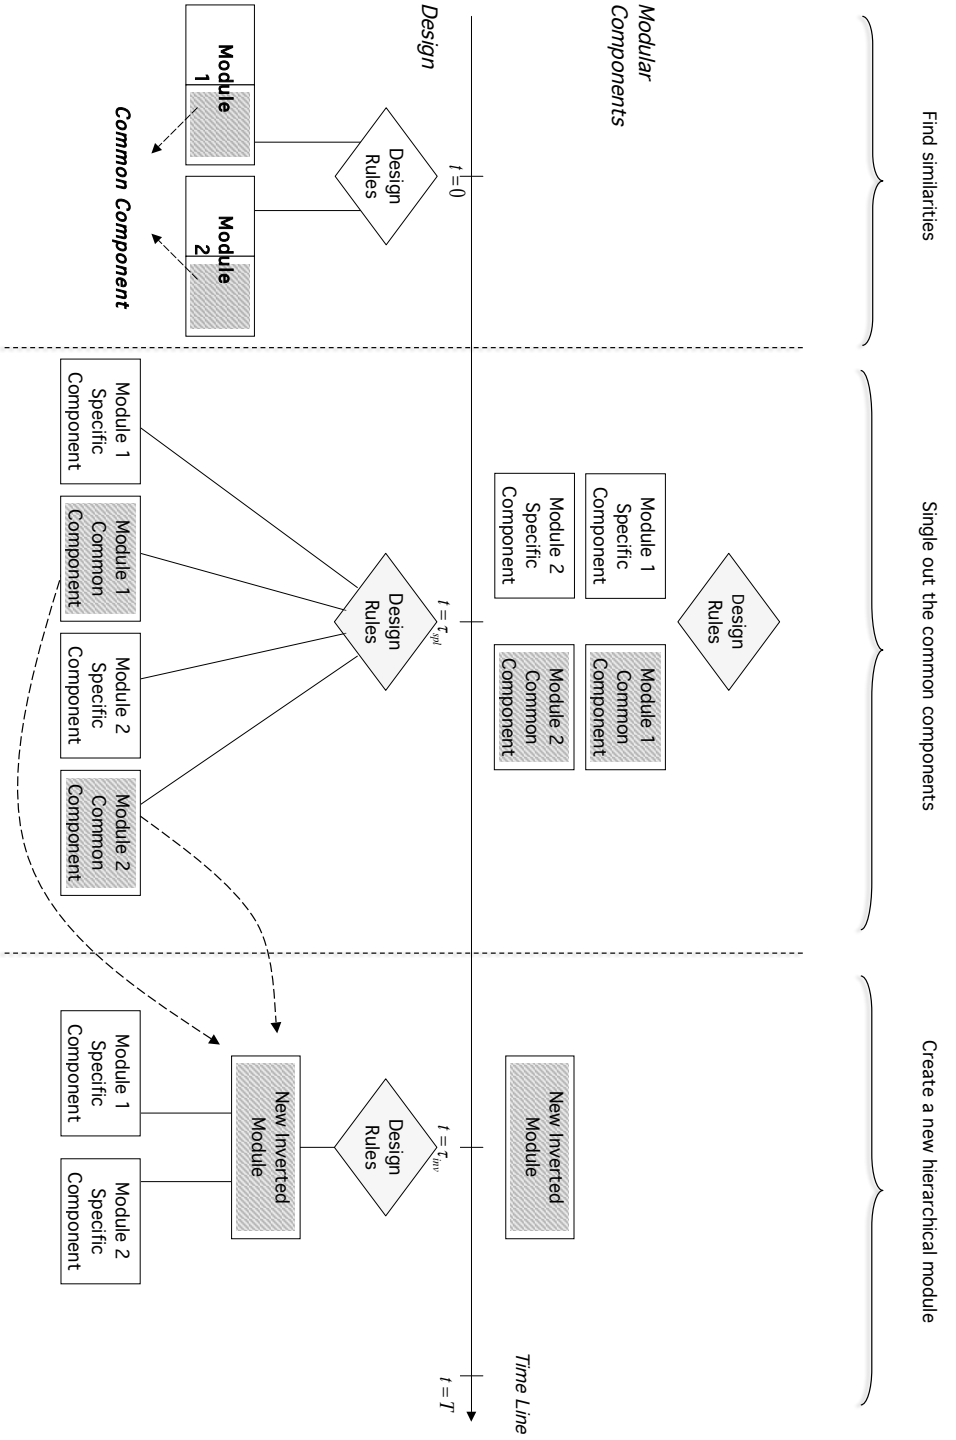 Find similarities
Single out the common components
Create a new hierarchical module
Modular
Components
Design
Rules
Module 1
Specific
Component
Module 1
Common
Component
Module 2
Specific
Component
Module 2
Common
Component
New Inverted
Module
Time Line
t = 0
t = τspl
t = τinv
t = T
Design
Design
Rules
Module
1
Module
2
Common Component
Design
Rules
Module 1
Specific
Component
Module 1
Common
Component
Module 2
Specific
Component
Module 2
Common
Component
Design
Rules
New Inverted
Module
Module 1
Specific
Component
Module 2
Specific
Component